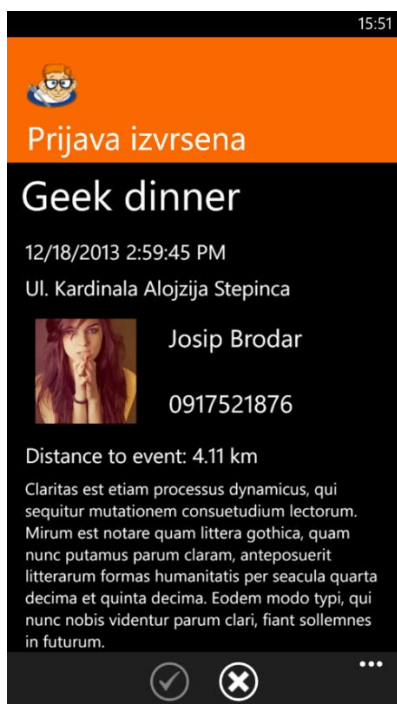 15:51
Prijava izvrsena
Geek dinner
12/18/2013 2:59:45 PM
Ul. Kardinala Alojzija Stepinca
Josip Brodar
0917521876
Distance to event: 4.11 km
Claritas est etiam processus dynamicus, qui
sequitur mutationem consuetudium lectorum.
Mirum est notare quam littera gothica, quam
nunc putamus parum claram, anteposuerit
litterarum formas humanitatis per seacula quarta
decima et quinta decima. Eodem modo typi, qui
nunc nobis videntur parum clari, fiant sollemnes
in futurum.